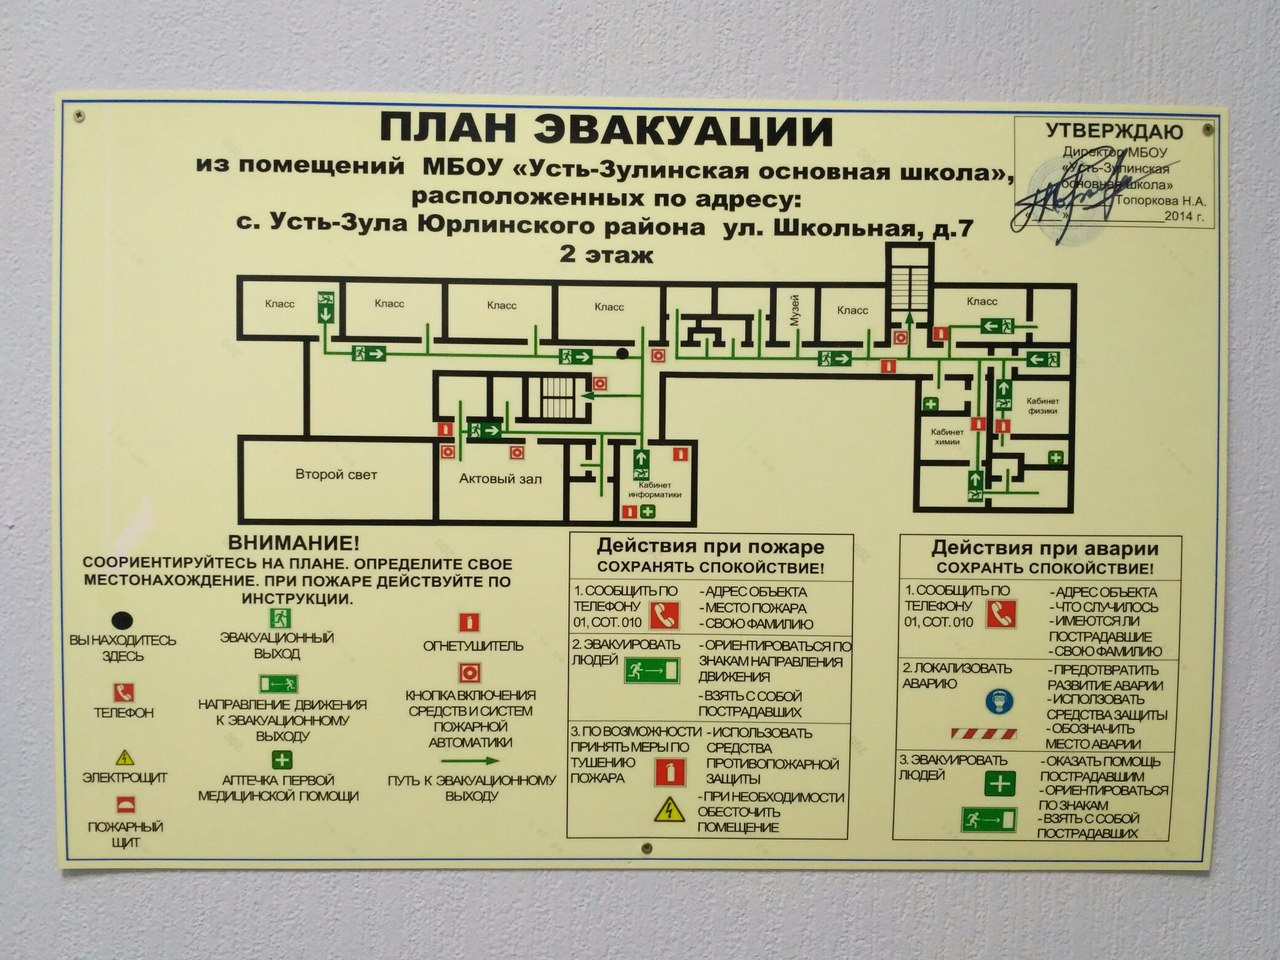 ПЛАН ЭВАКУАЦИИ
из помещений МБОУ «Усть-Зулинская основная школа»,
расположенных по адресу:
с. Усть-Зула Юрлинского района ул. Школьная, д.7
2 этаж
УТВЕРЖДАЮ
Директор МБОУ
«Усть-Зулинская
основная школа»
Топоркова Н.А.
«___»____________2014 г.
Класс
Класс
Класс
Класс
Музей
Класс
Класс
Второй свет
Актовый зал
Кабинет
информатики
Кабинет
химии
Кабинет
физики
ВНИМАНИЕ!
СООРИЕНТИРУЙТЕСЬ НА ПЛАНЕ. ОПРЕДЕЛИТЕ СВОЕ
МЕСТОНАХОЖДЕНИЕ. ПРИ ПОЖАРЕ ДЕЙСТВУЙТЕ ПО
ИНСТРУКЦИИ.
ВЫ НАХОДИТЕСЬ
ЗДЕСЬ
ТЕЛЕФОН
ЭЛЕКТРОЩИТ
ПОЖАРНЫЙ
ЩИТ
ЭВАКУАЦИОННЫЙ
ВЫХОД
НАПРАВЛЕНИЕ ДВИЖЕНИЯ
К ЭВАКУАЦИОННОМУ
ВЫХОДУ
АПТЕЧКА ПЕРВОЙ
МЕДИЦИНСКОЙ ПОМОЩИ
ОГНЕТУШИТЕЛЬ
КНОПКА ВКЛЮЧЕНИЯ
СРЕДСТВ И СИСТЕМ
ПОЖАРНОЙ
АВТОМАТИКИ
ПУТЬ К ЭВАКУАЦИОННОМУ
ВЫХОДУ
Действия при пожаре
СОХРАНЯТЬ СПОКОЙСТВИЕ!
1. СООБЩИТЬ ПО
ТЕЛЕФОНУ
01, СОТ. 010
- АДРЕС ОБЪЕКТА
- МЕСТО ПОЖАРА
- СВОЮ ФАМИЛИЮ
2. ЭВАКУИРОВАТЬ
ЛЮДЕЙ
- ОРИЕНТИРОВАТЬСЯ ПО
ЗНАКАМ НАПРАВЛЕНИЯ
ДВИЖЕНИЯ
- ВЗЯТЬ С СОБОЙ
ПОСТРАДАВШИХ
3. ПО ВОЗМОЖНОСТИ
ПРИНЯТЬ МЕРЫ ПО
ТУШЕНИЮ
ПОЖАРА
- ИСПОЛЬЗОВАТЬ
СРЕДСТВА
ПРОТИВОПОЖАРНОЙ
ЗАЩИТЫ
- ПРИ НЕОБХОДИМОСТИ
ОБЕСТОЧИТЬ
ПОМЕЩЕНИЕ
Действия при аварии
СОХРАНТЬ СПОКОЙСТВИЕ!
1. СООБЩИТЬ ПО
ТЕЛЕФОНУ
01, СОТ. 010
- АДРЕС ОБЪЕКТА
- ЧТО СЛУЧИЛОСЬ
- ИМЕЮТСЯ ЛИ
ПОСТРАДАВШИЕ
- СВОЮ ФАМИЛИЮ
2. ЛОКАЛИЗОВАТЬ
АВАРИЮ
- ПРЕДОТВРАТИТЬ
РАЗВИТИЕ АВАРИИ
- ИСПОЛЗОВАТЬ
СРЕДСТВА ЗАЩИТЫ
- ОБОЗНАЧИТЬ
МЕСТО АВАРИИ
3. ЭВАКУИРОВАТЬ
ЛЮДЕЙ
- ОКАЗАТЬ ПОМОЩЬ
ПОСТРАДАВШИМ
- ОРИЕНТИРОВАТЬСЯ
ПО ЗНАКАМ
- ВЗЯТЬ С СОБОЙ
ПОСТРАДАВШИХ